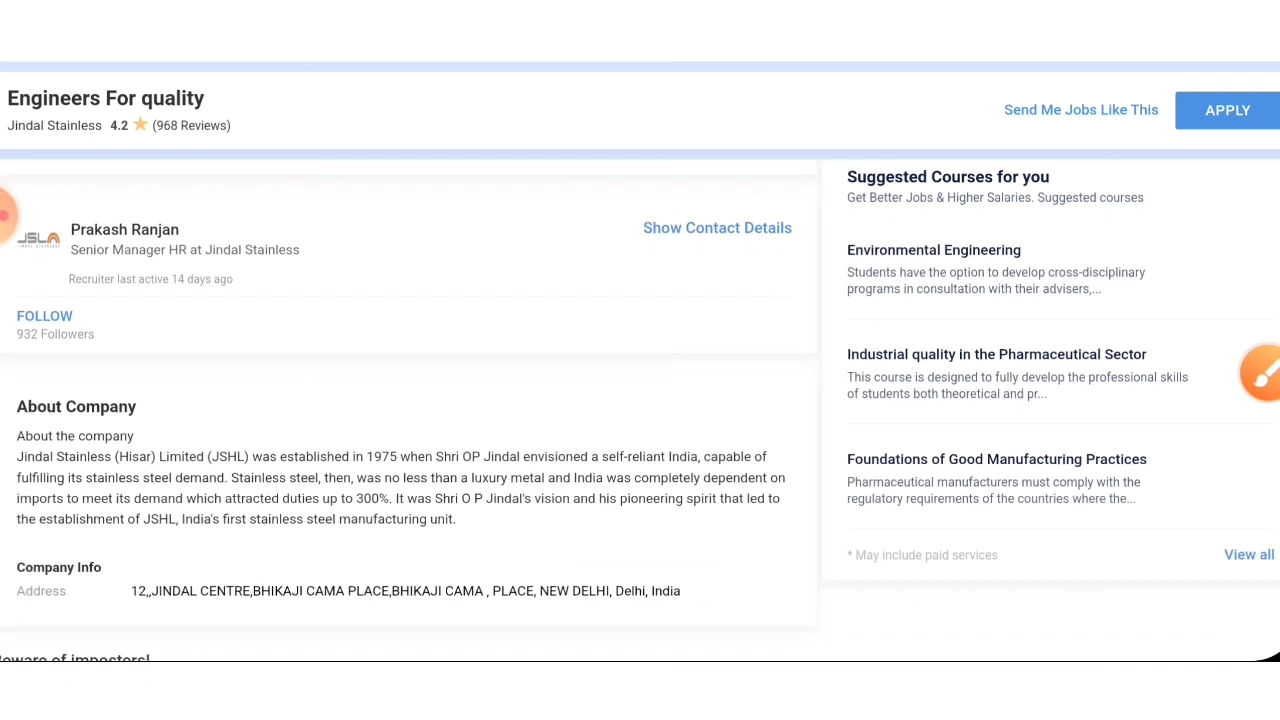 Engineers For quality
Jindal Stainless 4.2 (968 Reviews)
Send Me Jobs Like This
APPLY
JSL
Prakash Ranjan
Senior Manager HR at Jindal Stainless
Show Contact Details
Recruiter last active 14 days ago
FOLLOW
932 Followers
About Company
About the company
Jindal Stainless (Hisar) Limited (JSHL) was established in 1975 when Shri OP Jindal envisioned a self-reliant India, capable of
fulfilling its stainless steel demand. Stainless steel, then, was no less than a luxury metal and India was completely dependent on
imports to meet its demand which attracted duties up to 300%. It was Shri O P Jindal's vision and his pioneering spirit that led to
the establishment of JSHL, India's first stainless steel manufacturing unit.
Company Info
Address 12,,JINDAL CENTRE,BHIKAJI CAMA PLACE,BHIKAJI CAMA , PLACE, NEW DELHI, Delhi, India
Beware of imposters!
Suggested Courses for you
Get Better Jobs & Higher Salaries. Suggested courses
Environmental Engineering
Students have the option to develop cross-disciplinary
programs in consultation with their advisers,...
Industrial quality in the Pharmaceutical Sector
This course is designed to fully develop the professional skills
of students both theoretical and pr...
Foundations of Good Manufacturing Practices
Pharmaceutical manufacturers must comply with the
regulatory requirements of the countries where the...
* May include paid services
View all